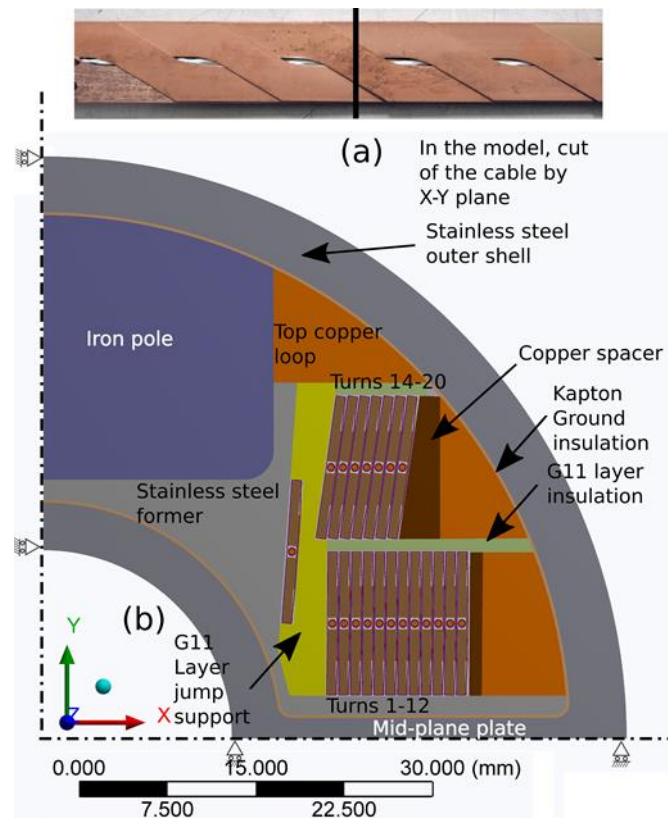 (a)
In the model, cut
of the cable by
X-Y plane
Stainless steel
outer shell
Iron pole
Top copper
loop
Copper spacer
Turns 14-20
Kapton
Ground
insulation
G11 layer
insulation
Stainless steel
former
(b)
G11
Layer
jump
support
Y
Z
X
Turns 1-12
Mid-plane plate
0.000
15.000
30.000 (mm)
7.500
22.500